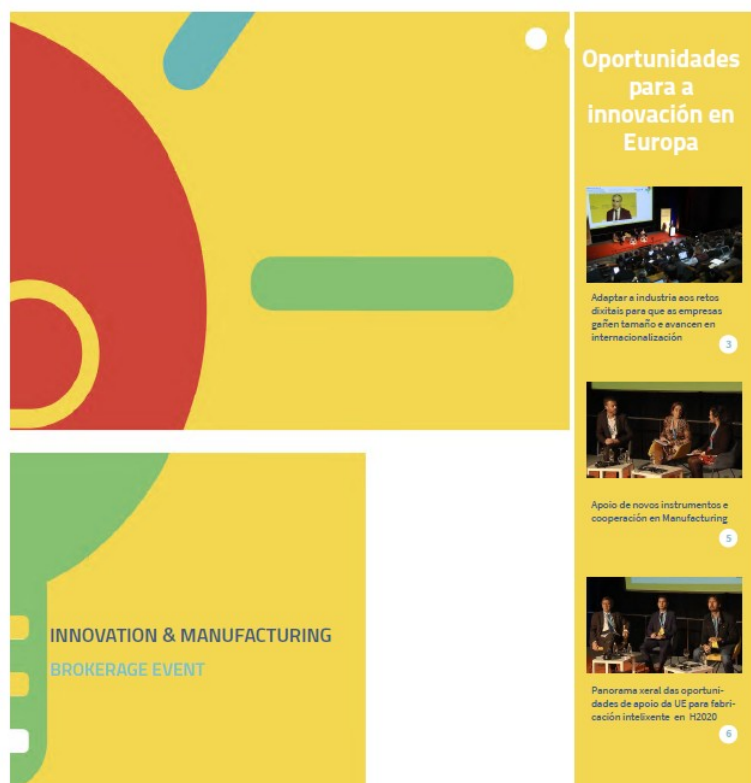 Oportunidades
para a
innovación en
Europa
Adaptar a industria aos retos
dixitais para que as empresas
gañen tamaño e avancen en
internacionalización
3
Apoio de novos instrumentos e
cooperación en Manufacturing
5
Panorama xeral das oportuni-
dades de apoio da UE para fabri-
cación intelixente en H2020
6
INNOVATION & MANUFACTURING
BROKERAGE EVENT